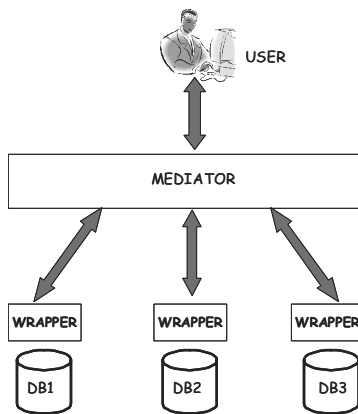 USER
MEDIATOR
WRAPPER WRAPPER WRAPPER
DB1 DB2 DB3